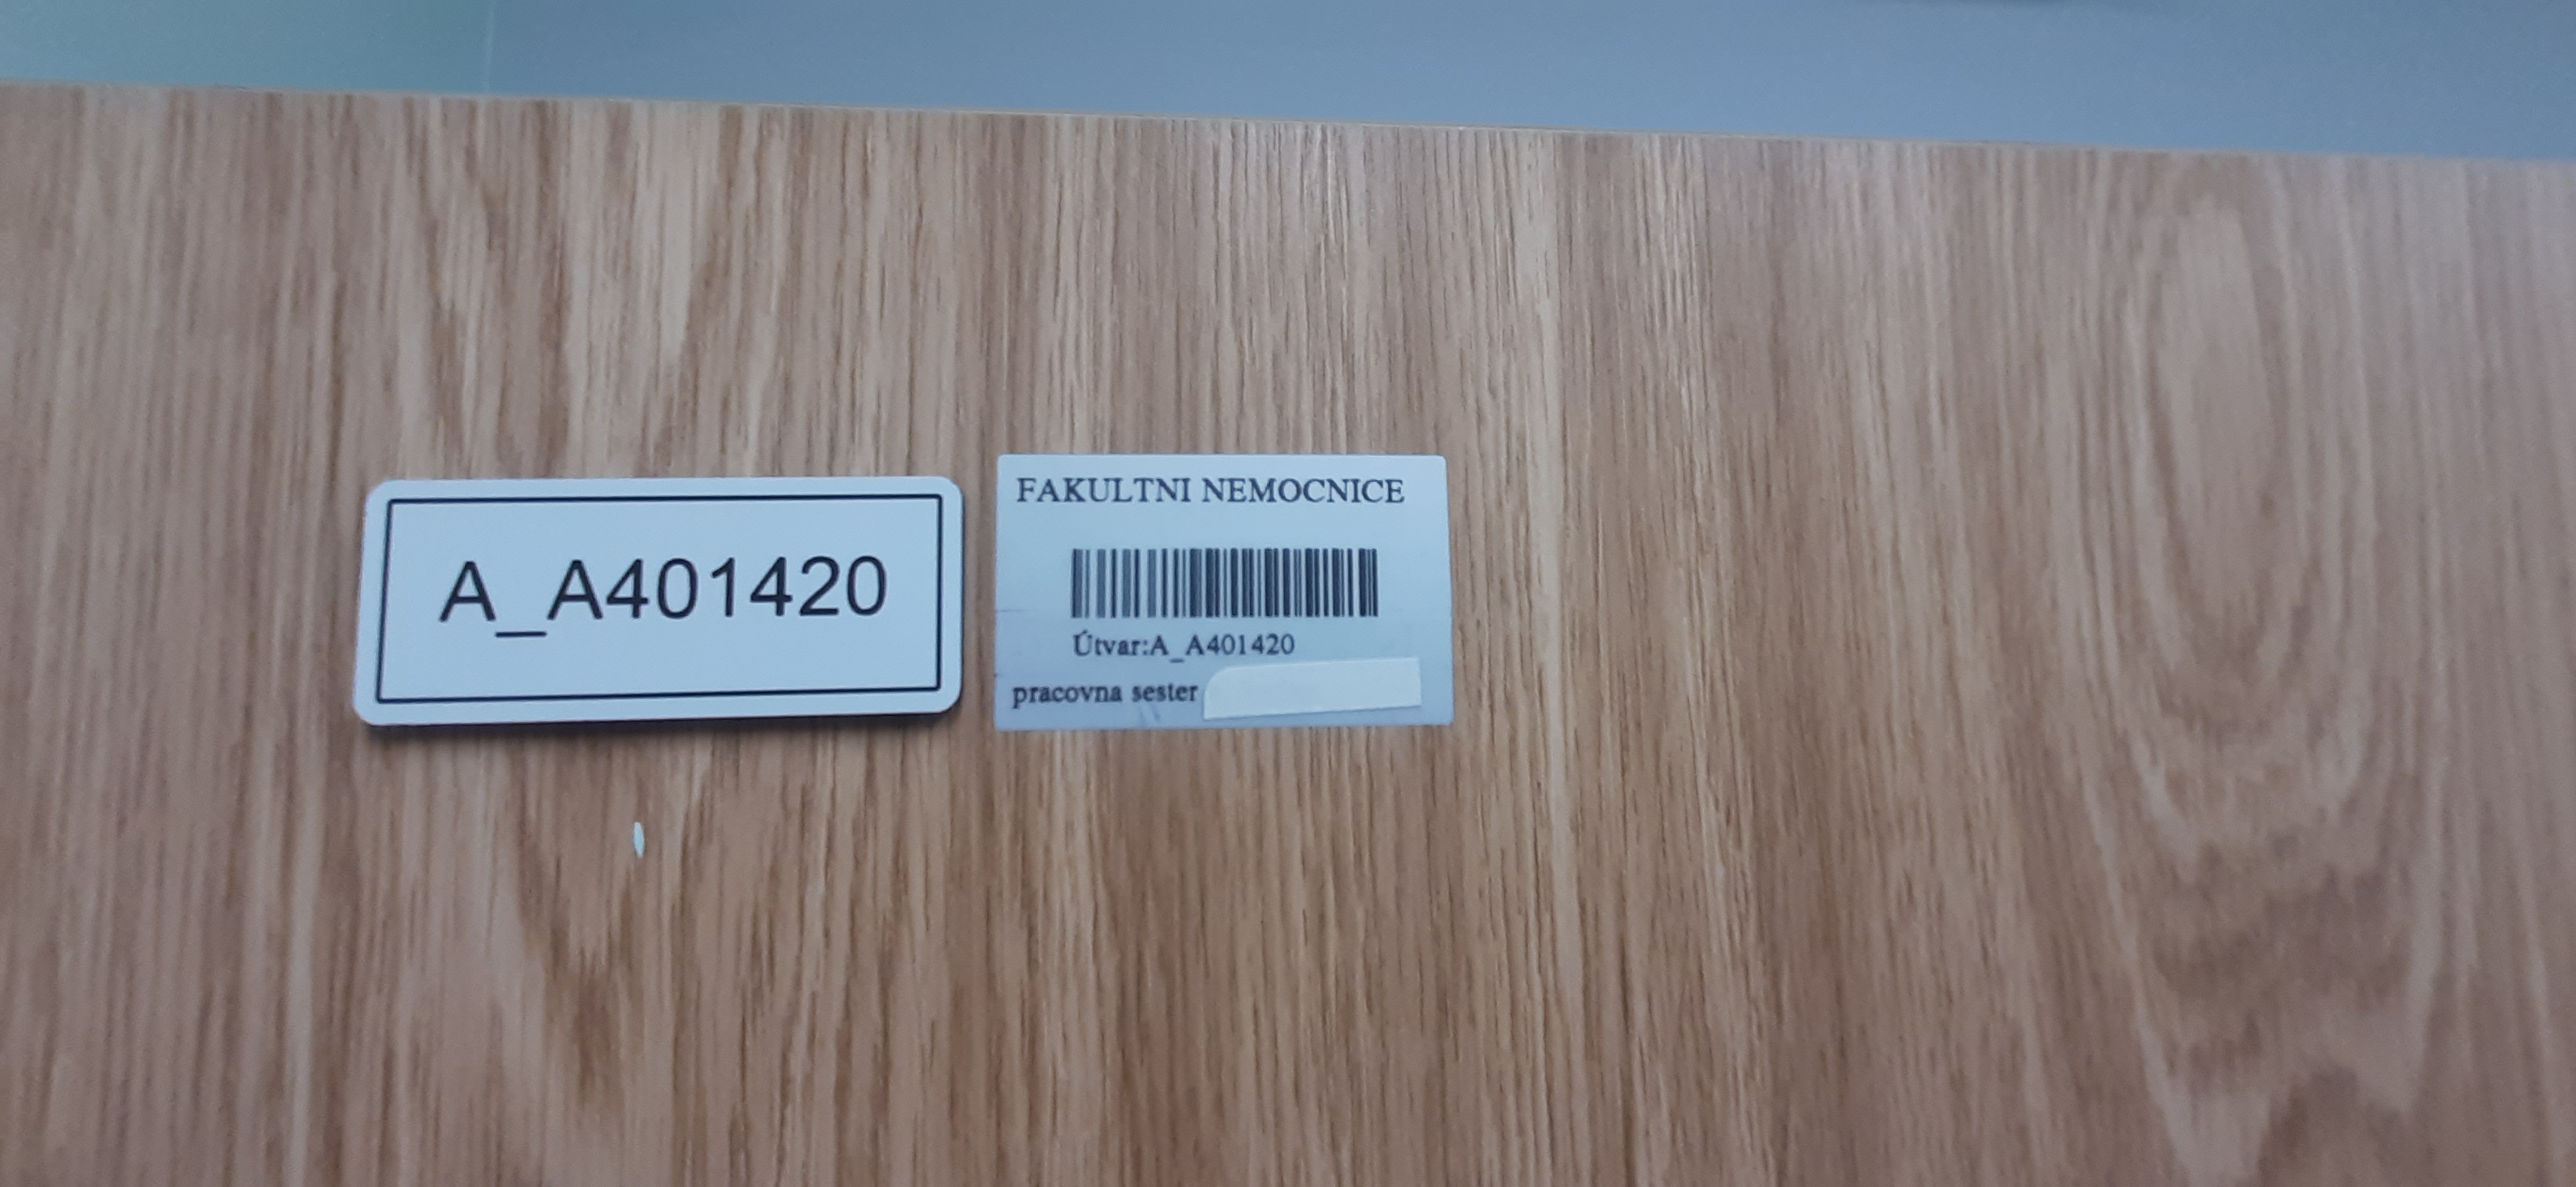 A_A401420
FAKULTNI NEMOCNICE
Útvar:A_A401420
pracovna sester